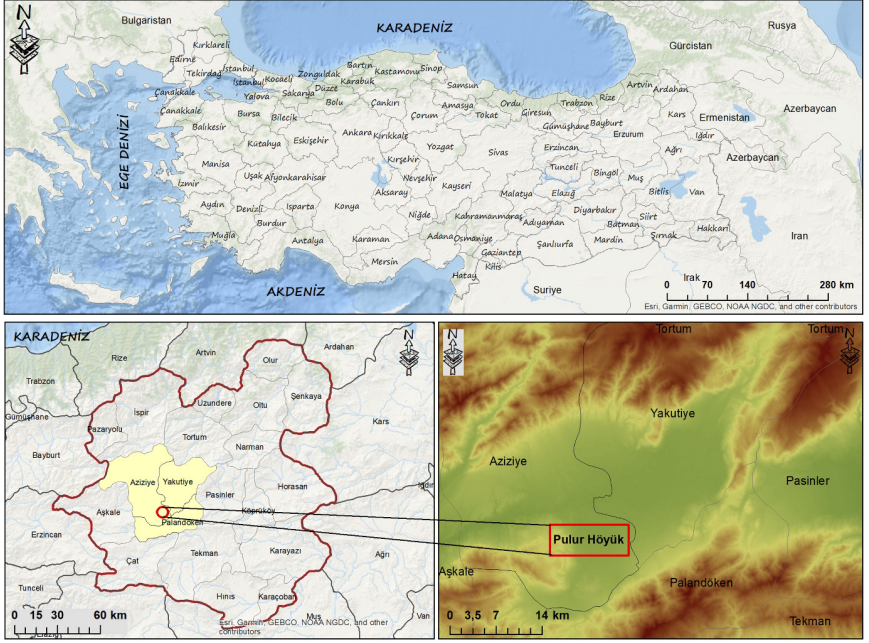 N
KARADENİZ
Bulgaristan
Rusya
Gürcistan
Kırklareli
Edirne
Tekirdağ
İstanbul
İstanbul
Kocaeli
Zonguldak
Bartın
Karabük
Kastamonu
Sinop
Samsun
Artvin
Ardahan
Çanakkale
Yalova
Sakarya
Düzce
Bolu
Çankırı
Çorum
Amasya
Tokat
Ordu
Giresun
Trabzon
Rize
Kars
Ermenistan
Azerbaycan
Çanakkale
Bursa
Bilecik
Gümüşhane
Bayburt
Erzurum
Iğdır
Balıkesir
Kütahya
Eskişehir
Ankara
Kırıkkale
Yozgat
Sivas
Erzincan
Ağrı
Azerbaycan
EGE DENİZİ
Manisa
Uşak
Afyonkarahisar
Kırşehir
Nevşehir
Kayseri
Tunceli
Bingöl
Muş
İzmir
Aksaray
Malatya
Elazığ
Bitlis
Van
Aydın
Denizli
Isparta
Konya
Niğde
Kahramanmaraş
Adıyaman
Diyarbakır
Batman
Siirt
Burdur
Muğla
Antalya
Karaman
Adana
Osmaniye
Şanlıurfa
Mardin
Şırnak
Hakkari
İran
Mersin
Gaziantep
Kilis
Hatay
AKDENİZ
Suriye
Irak
0 70 140 280 km
Esri, Garmin, GEBCO, NOAA NGDC, and other contributors
KARADENİZ
N
Rize
Artvin
Olur
Ardahan
Trabzon
Gümüşhane
İspir
Uzundere
Oltu
Şenkaya
Pazaryolu
Tortum
Kars
Bayburt
Narman
Aziziye
Yakutiye
Pasinler
Horasan
Iğdır
Aşkale
Köprüköy
Palandöken
Erzincan
Çat
Tekman
Karayazı
Ağrı
Tunceli
Hınıs
Karaçoban
Muş
Van
Elazığ
0 15 30 60 km
Esri, Garmin, GEBCO, NOAA NGDC, and other
contributors
N
N
Tortum
Tortum
Yakutiye
Aziziye
Pasinler
Pulur Höyük
Aşkale
Palandöken
Tekman
0 3,5 7 14 km